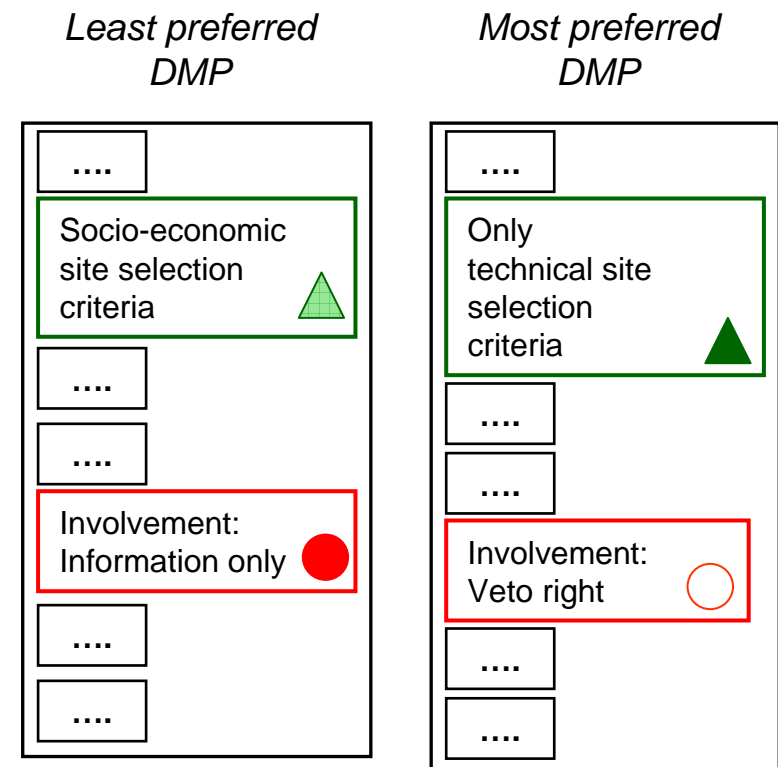 Least preferred
DMP
....
Socio-economic
site selection
criteria
....
....
Involvement:
Information only
....
....
Most preferred
DMP
....
Only
technical site
selection
criteria
....
....
Involvement:
Veto right
....
....